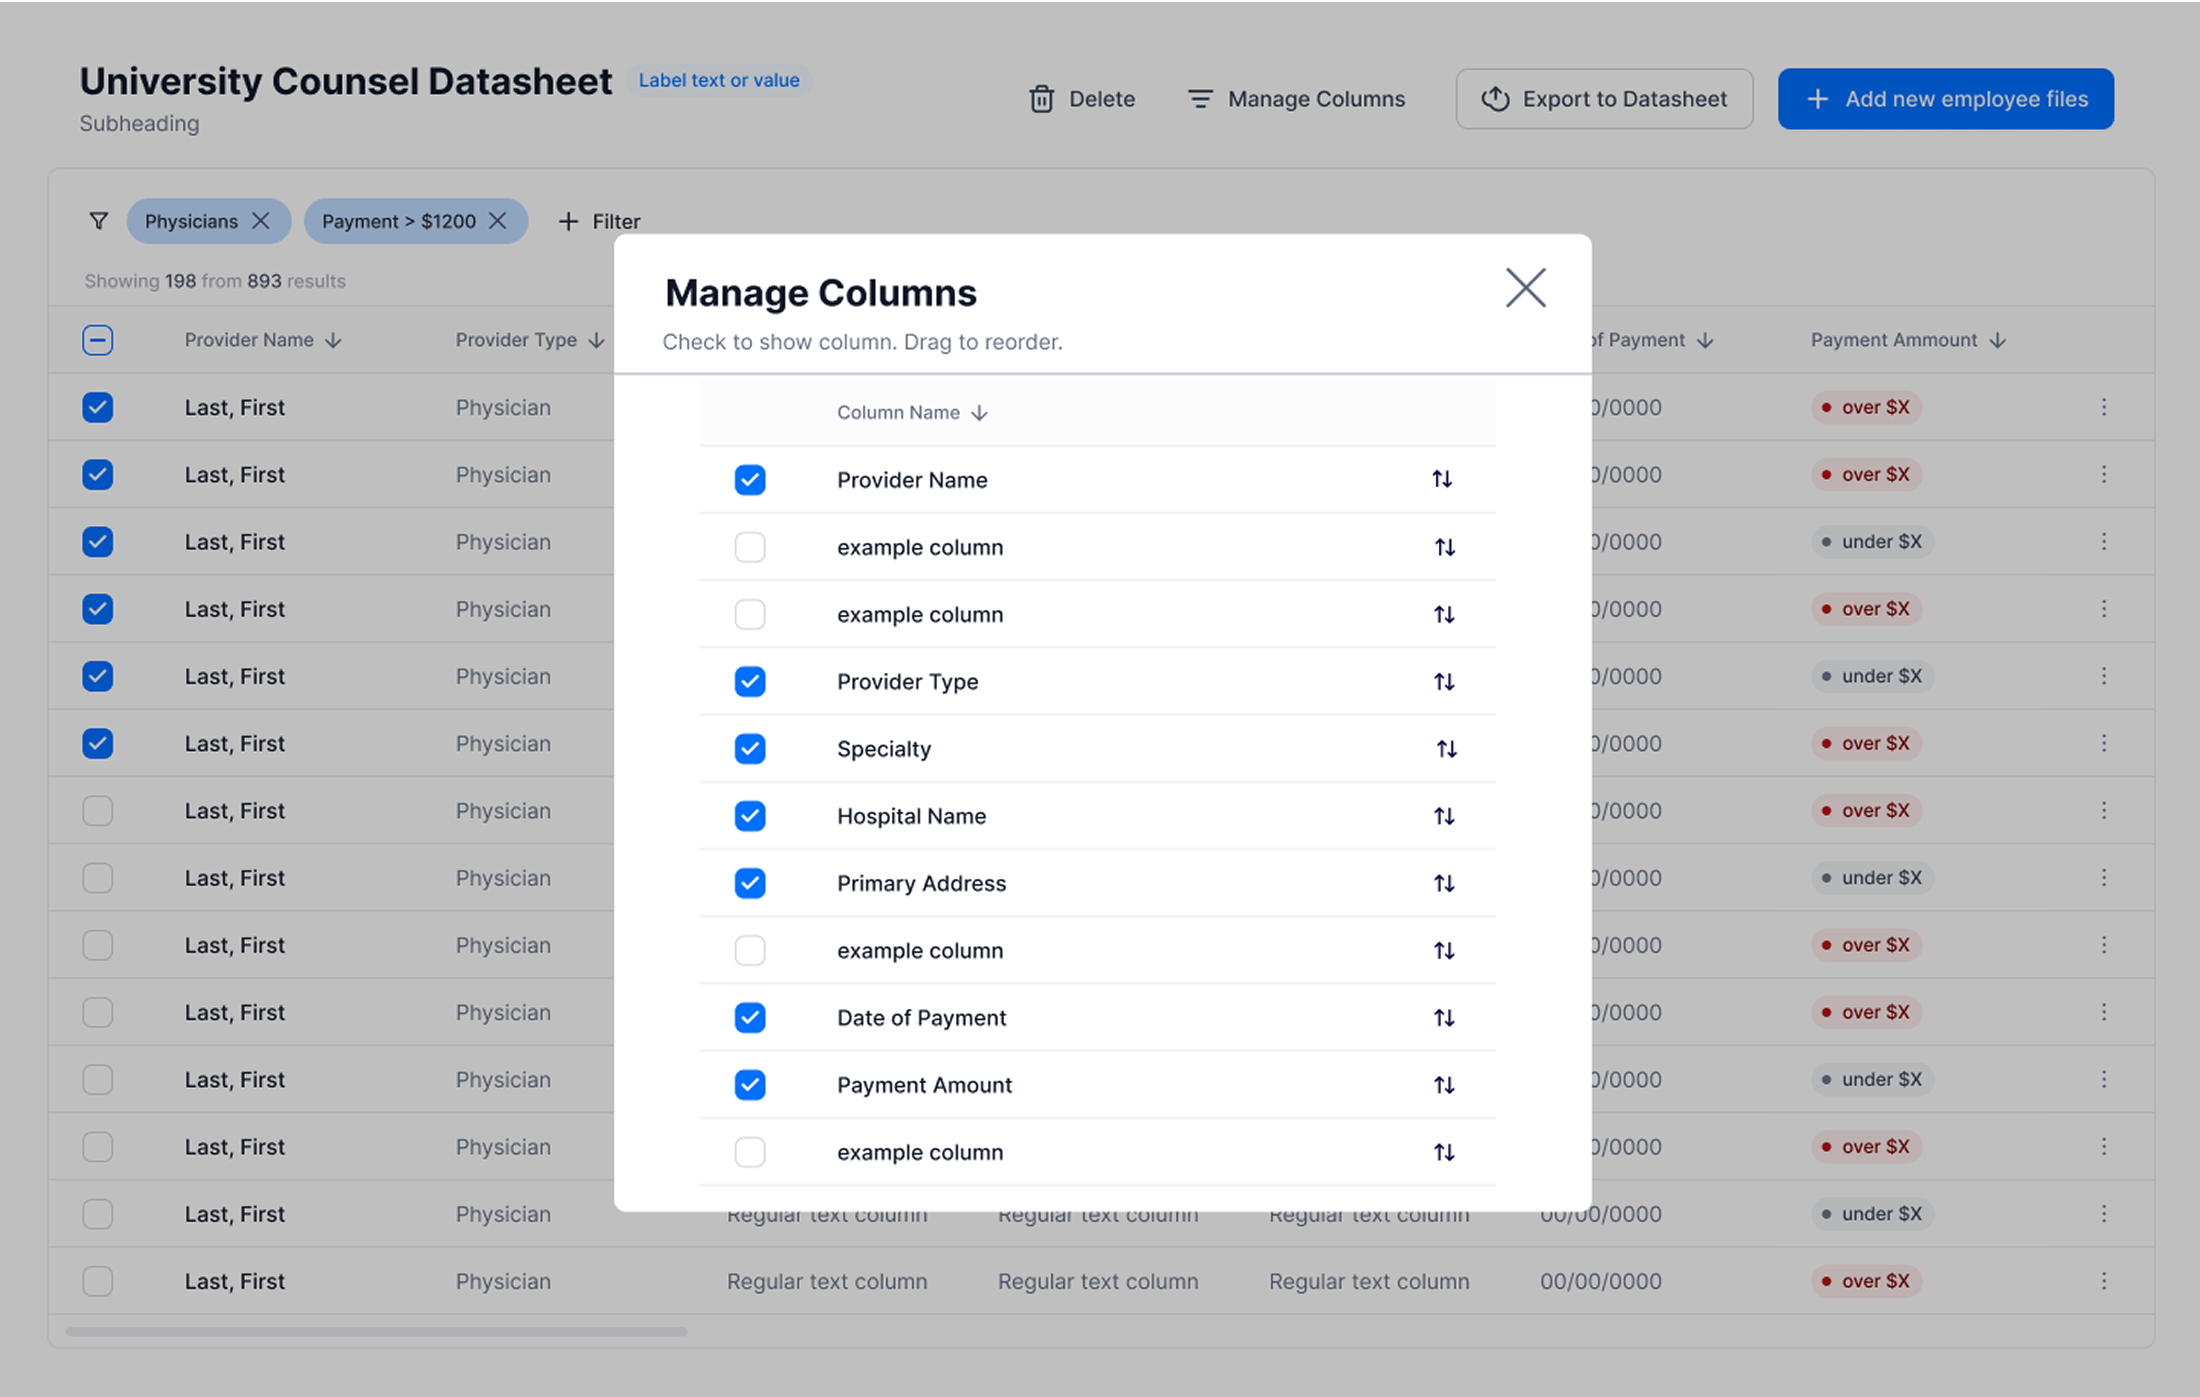 University Counsel Datasheet Label text or value
Subheading
Delete Manage Columns Export to Datasheet Add new employee files
Physicians Payment > $1200 Filter
Showing 198 from 893 results
Provider Name Provider Type of Payment Payment Ammount
Manage Columns
Check to show column. Drag to reorder.
Column Name
Provider Name
example column
example column
Provider Type
Specialty
Hospital Name
Primary Address
example column
Date of Payment
Payment Amount
example column
Last, First Physician 0/0000 over $X
Last, First Physician 0/0000 over $X
Last, First Physician 0/0000 under $X
Last, First Physician 0/0000 over $X
Last, First Physician 0/0000 under $X
Last, First Physician 0/0000 over $X
Last, First Physician 0/0000 over $X
Last, First Physician 0/0000 under $X
Last, First Physician 0/0000 over $X
Last, First Physician 0/0000 over $X
Last, First Physician 0/0000 under $X
Last, First Physician 0/0000 over $X
Last, First Physician Regular text column Regular text column Regular text column 00/00/0000 under $X
Last, First Physician Regular text column Regular text column Regular text column 00/00/0000 over $X